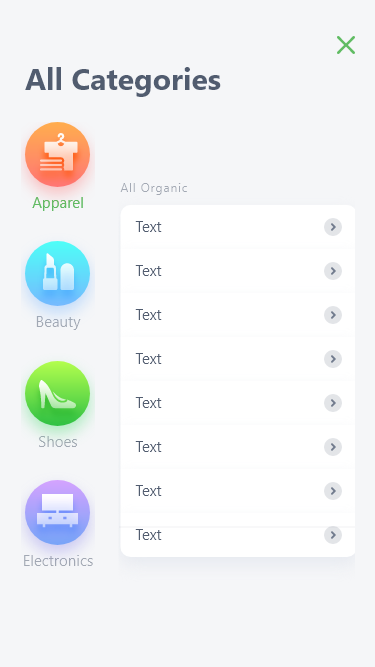 All Categories
Apparel
Beauty
Shoes
Electronics
All Organic
Text
Text
Text
Text
Text
Text
Text
Text